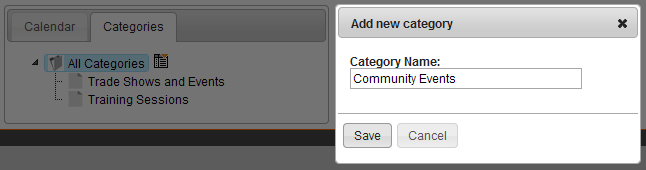 Calendar
Categories
All Categories
Trade Shows and Events
Training Sessions
Add new category
Category Name:
Community Events
Save
Cancel